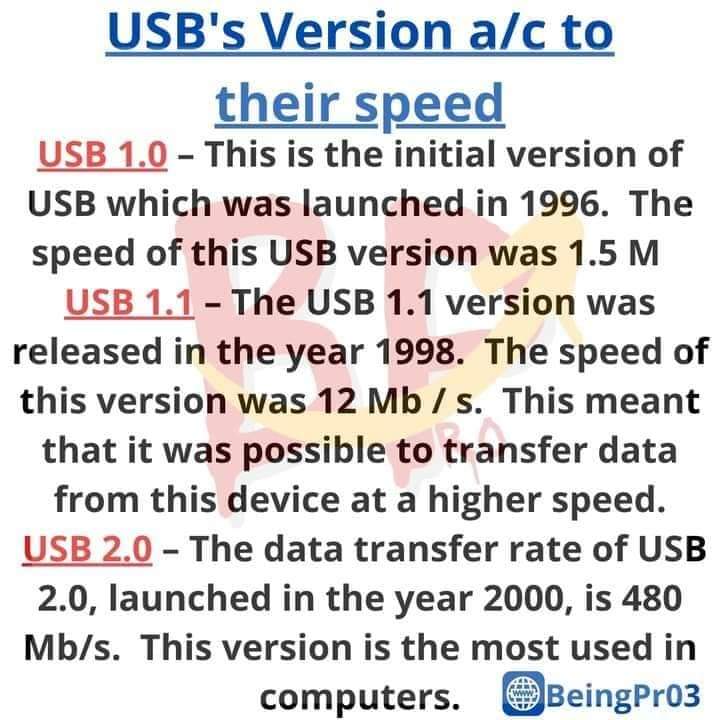 USB's Version a/c to
their speed
USB 1.0 – This is the initial version of
USB which was launched in 1996.  The
speed of this USB version was 1.5 M
USB 1.1 – The USB 1.1 version was
released in the year 1998.  The speed of
this version was 12 Mb / s.  This meant
that it was possible to transfer data
from this device at a higher speed.
USB 2.0 – The data transfer rate of USB
2.0, launched in the year 2000, is 480
Mb/s.  This version is the most used in
computers.
BeingPr03